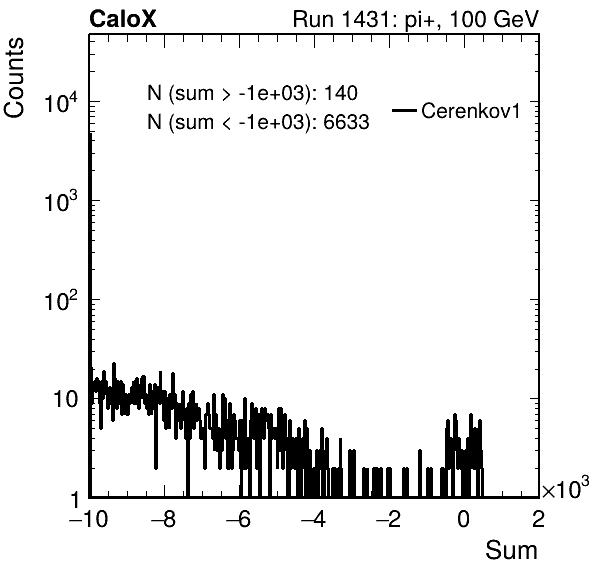 CaloX Run 1431: pi+, 100 GeV
Counts
N (sum > -1e+03): 140
N (sum < -1e+03): 6633
Cerenkov1
10⁴
10³
10²
10
1
−10 −8 −6 −4 −2 0 2
×10³
Sum